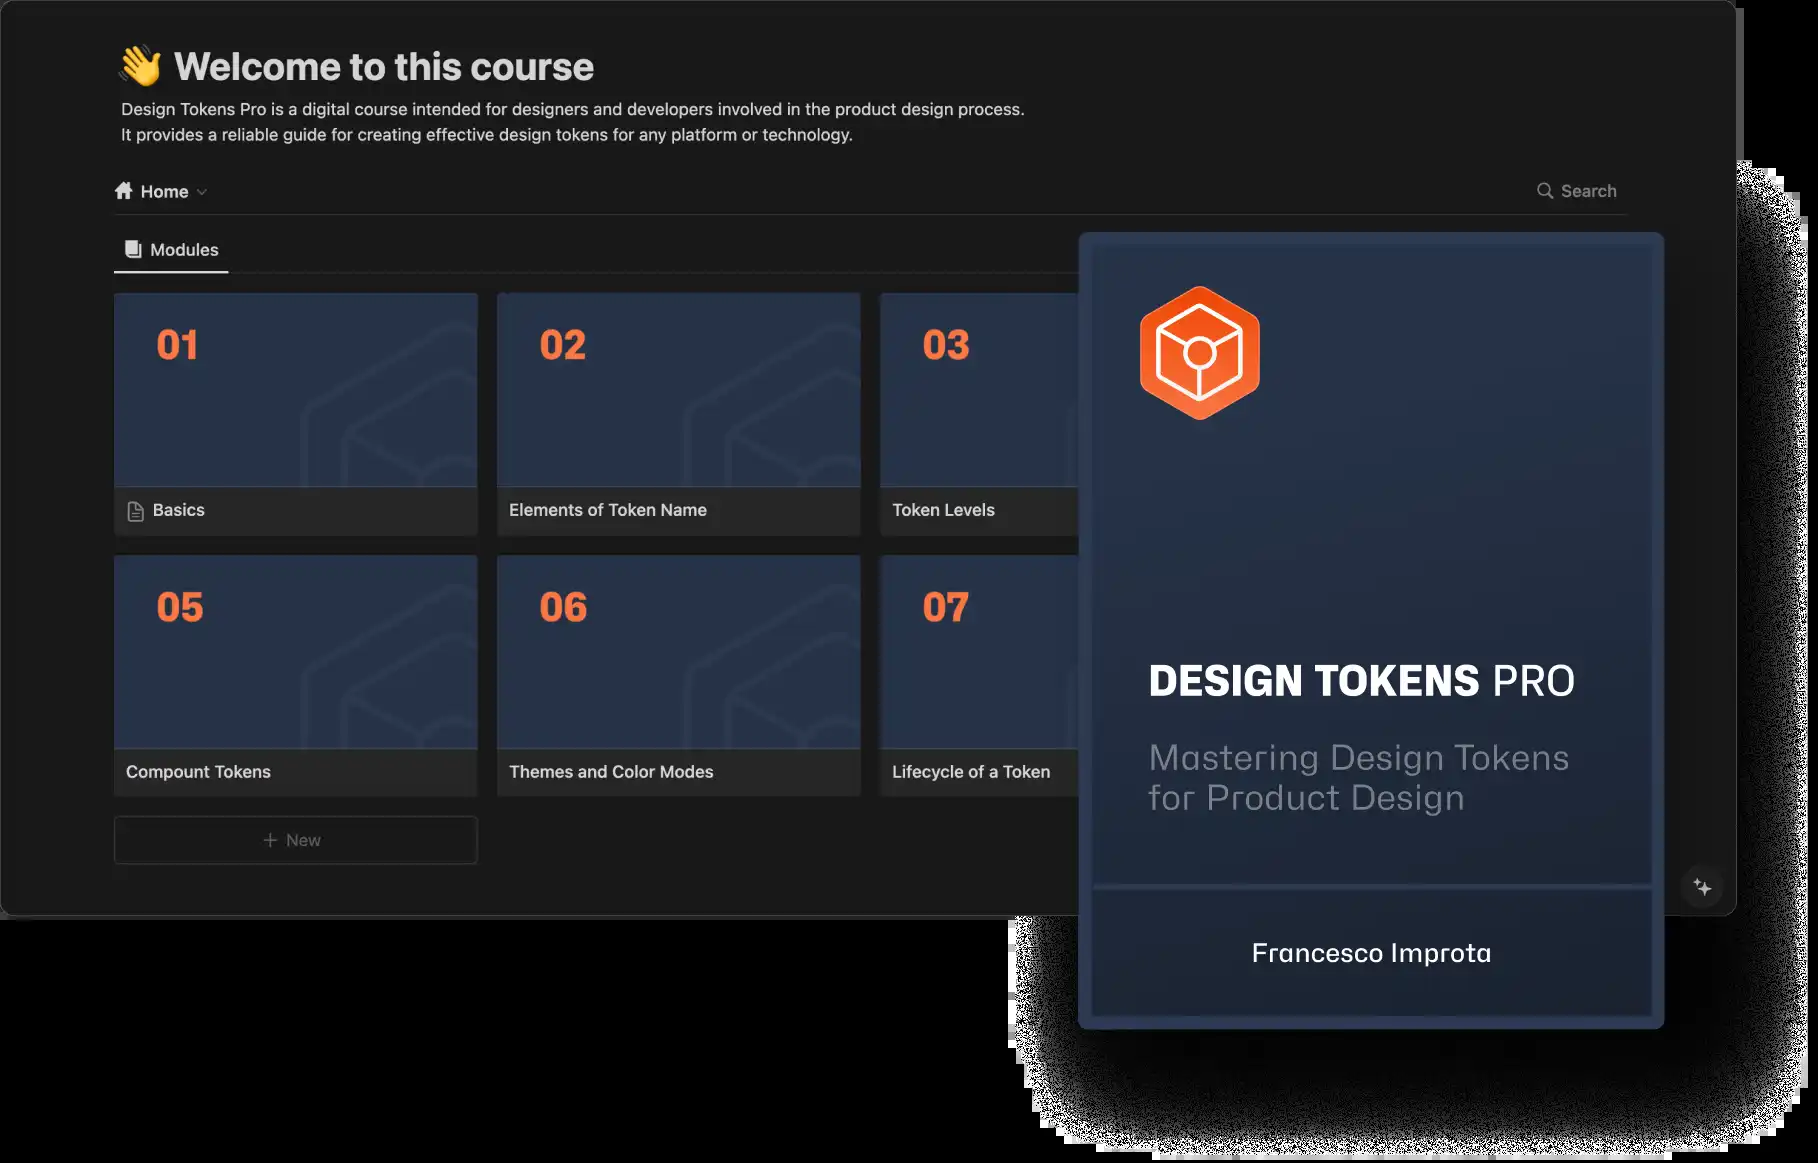 👋 Welcome to this course
Design Tokens Pro is a digital course intended for designers and developers involved in the product design process.
It provides a reliable guide for creating effective design tokens for any platform or technology.
Home
Search
Modules
01
02
03
Basics
Elements of Token Name
Token Levels
05
06
07
Compount Tokens
Themes and Color Modes
Lifecycle of a Token
+ New
DESIGN TOKENS PRO
Mastering Design Tokens
for Product Design
Francesco Improta